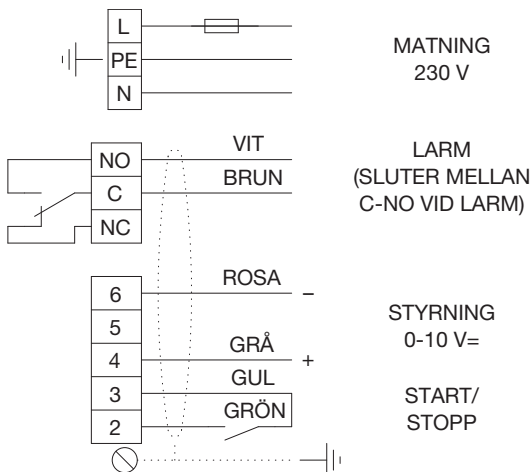 L
PE
N
MATNING
230 V
NO
C
NC
VIT
BRUN
LARM
(SLUTER MELLAN
C-NO VID LARM)
6
5
4
3
2
ROSA
–
GRÅ
+
GUL
GRÖN
STYRNING
0-10 V=
START/
STOPP